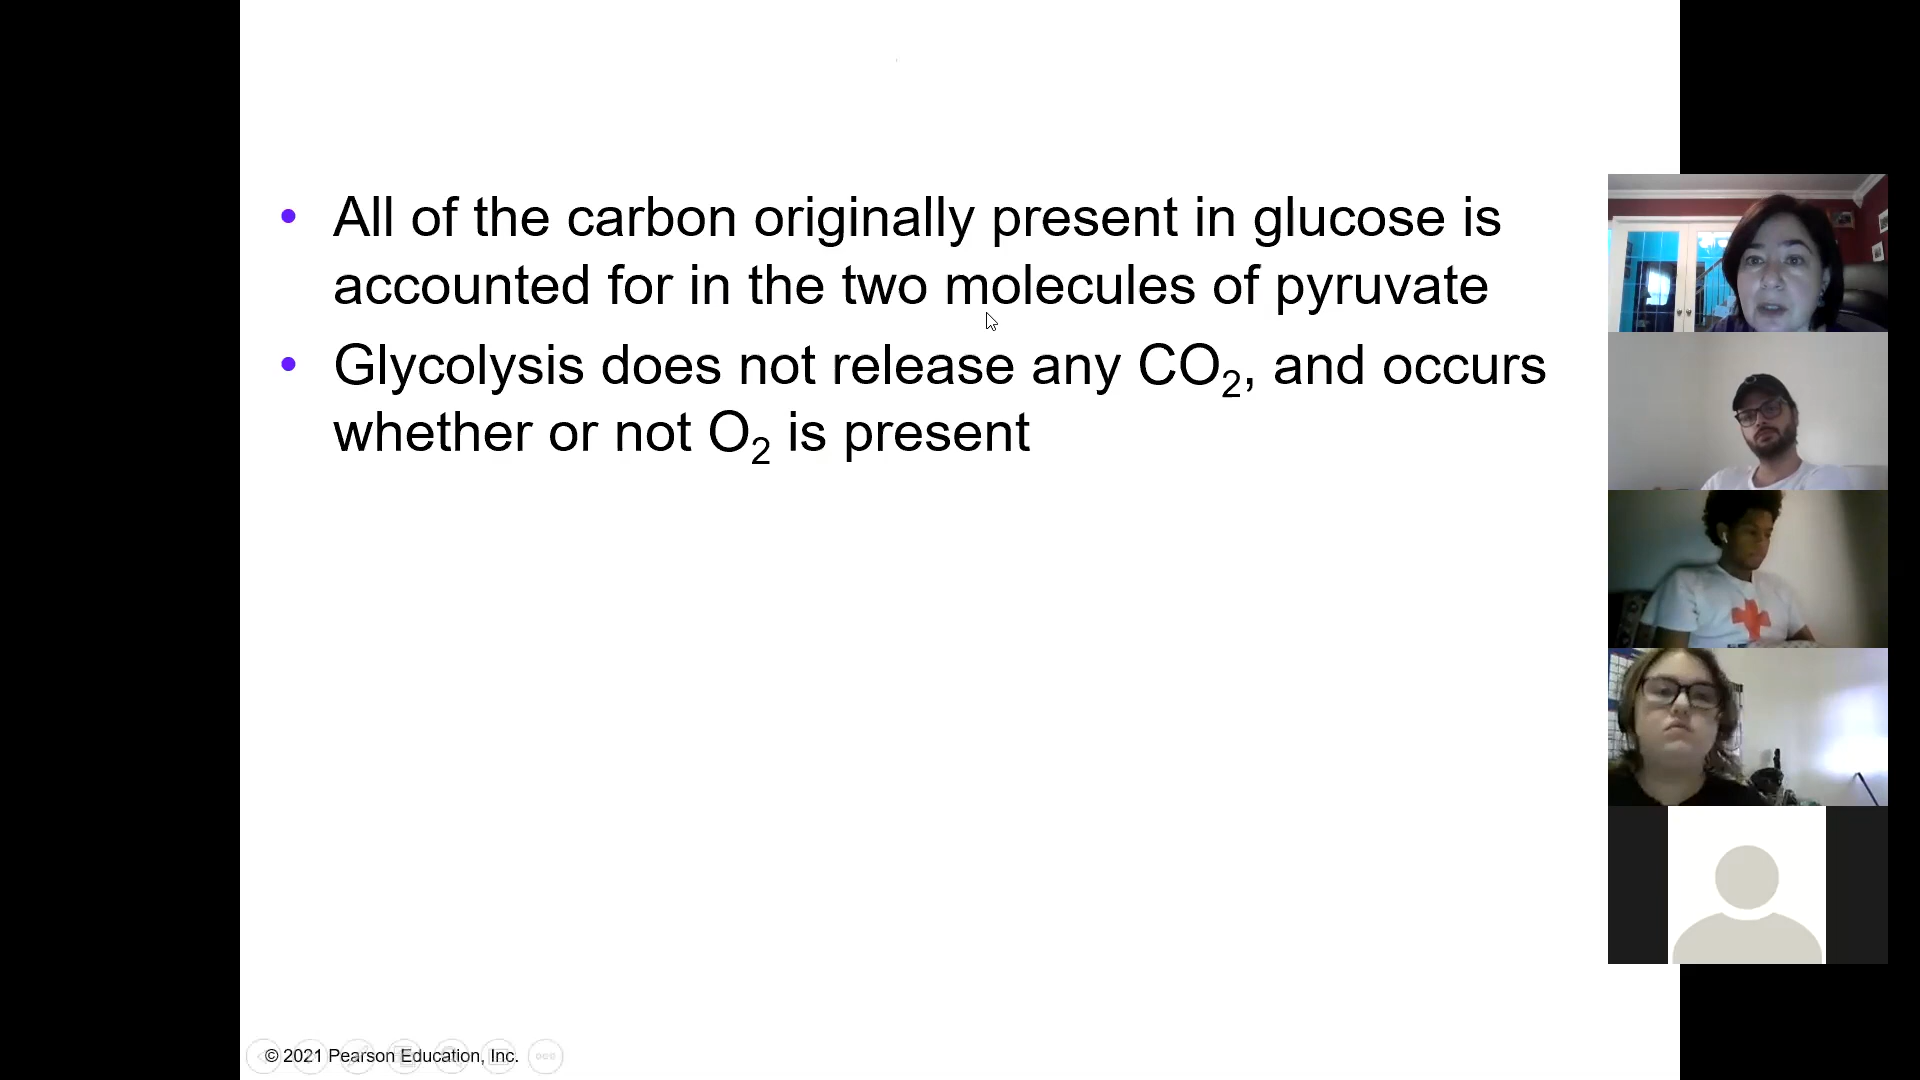 • All of the carbon originally present in glucose is
accounted for in the two molecules of pyruvate
• Glycolysis does not release any CO₂, and occurs
whether or not O₂ is present
© 2021 Pearson Education, Inc.